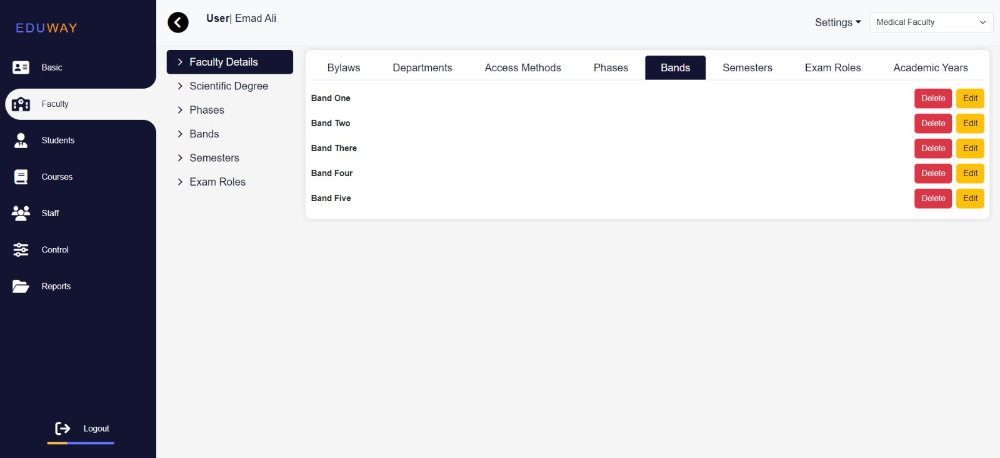 EDUWAY
Basic
Faculty
Students
Courses
Staff
Control
Reports
Logout
User| Emad Ali
Settings
Medical Faculty
Faculty Details
Scientific Degree
Phases
Bands
Semesters
Exam Roles
Bylaws Departments Access Methods Phases Bands Semesters Exam Roles Academic Years
Band One Delete Edit
Band Two Delete Edit
Band There Delete Edit
Band Four Delete Edit
Band Five Delete Edit